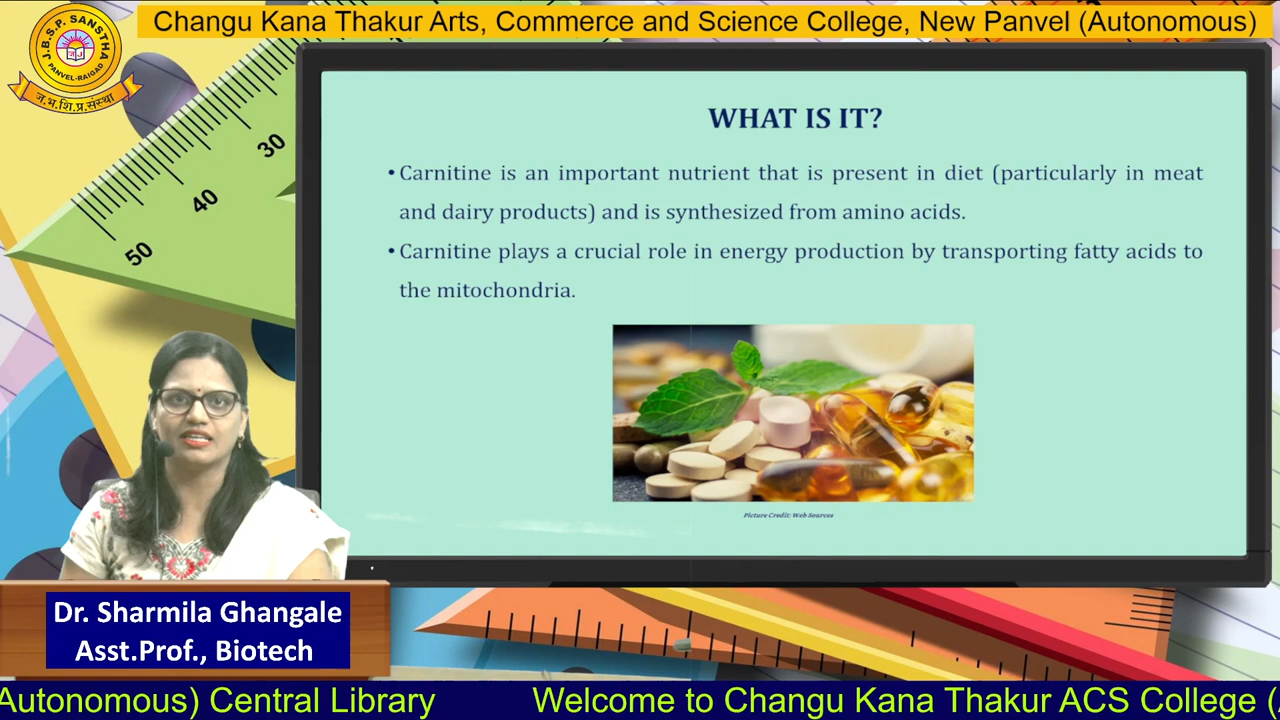 Changu Kana Thakur Arts, Commerce and Science College, New Panvel (Autonomous)
J.B.S.P. SANSTHA
PANVEL-RAIGAD
ज.भ.शि.प्र.संस्था
30
40
50
WHAT IS IT?
• Carnitine is an important nutrient that is present in diet (particularly in meat
and dairy products) and is synthesized from amino acids.
• Carnitine plays a crucial role in energy production by transporting fatty acids to
the mitochondria.
Picture Credit: Web Sources
Dr. Sharmila Ghangale
Asst.Prof., Biotech
Autonomous) Central Library Welcome to Changu Kana Thakur ACS College (